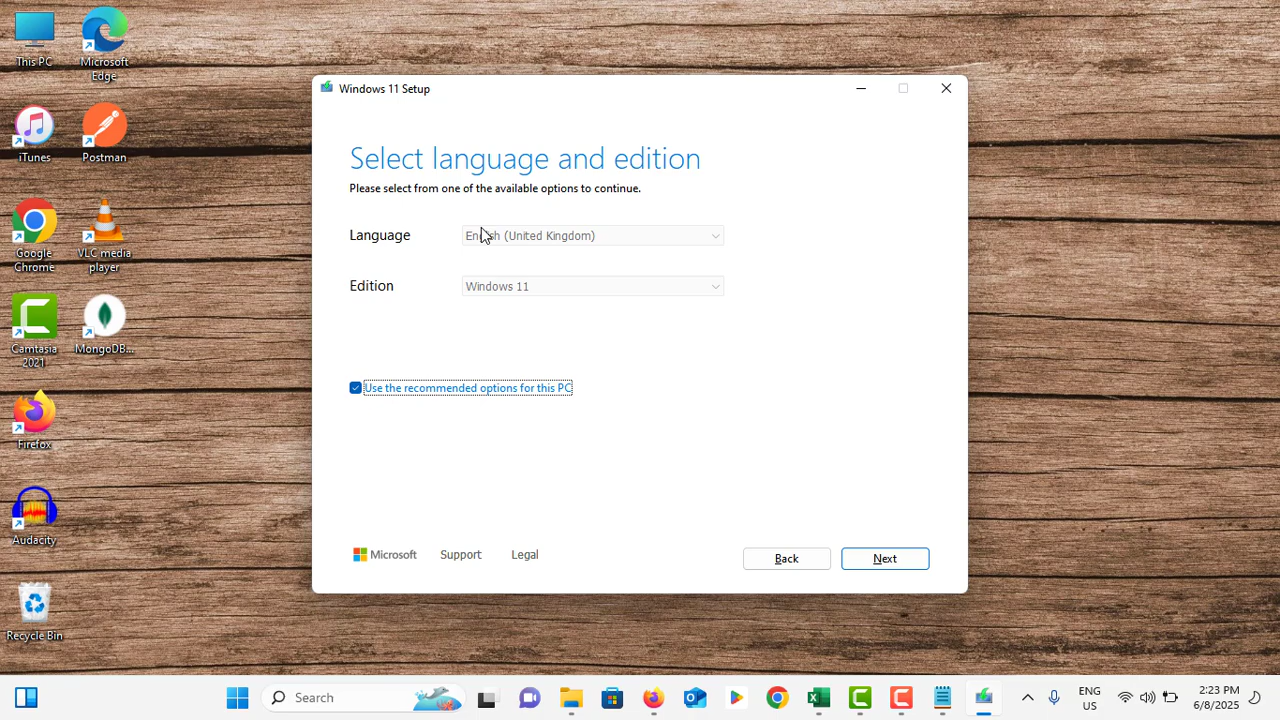 This PC
Microsoft
Edge
iTunes
Postman
Google
Chrome
VLC media
player
Camtasia
2021
MongoDB...
Firefox
Audacity
Recycle Bin
Windows 11 Setup
Select language and edition
Please select from one of the available options to continue.
Language
English (United Kingdom)
Edition
Windows 11
Use the recommended options for this PC
Microsoft
Support
Legal
Back
Next
Search
ENG
US
2:23 PM
6/8/2025